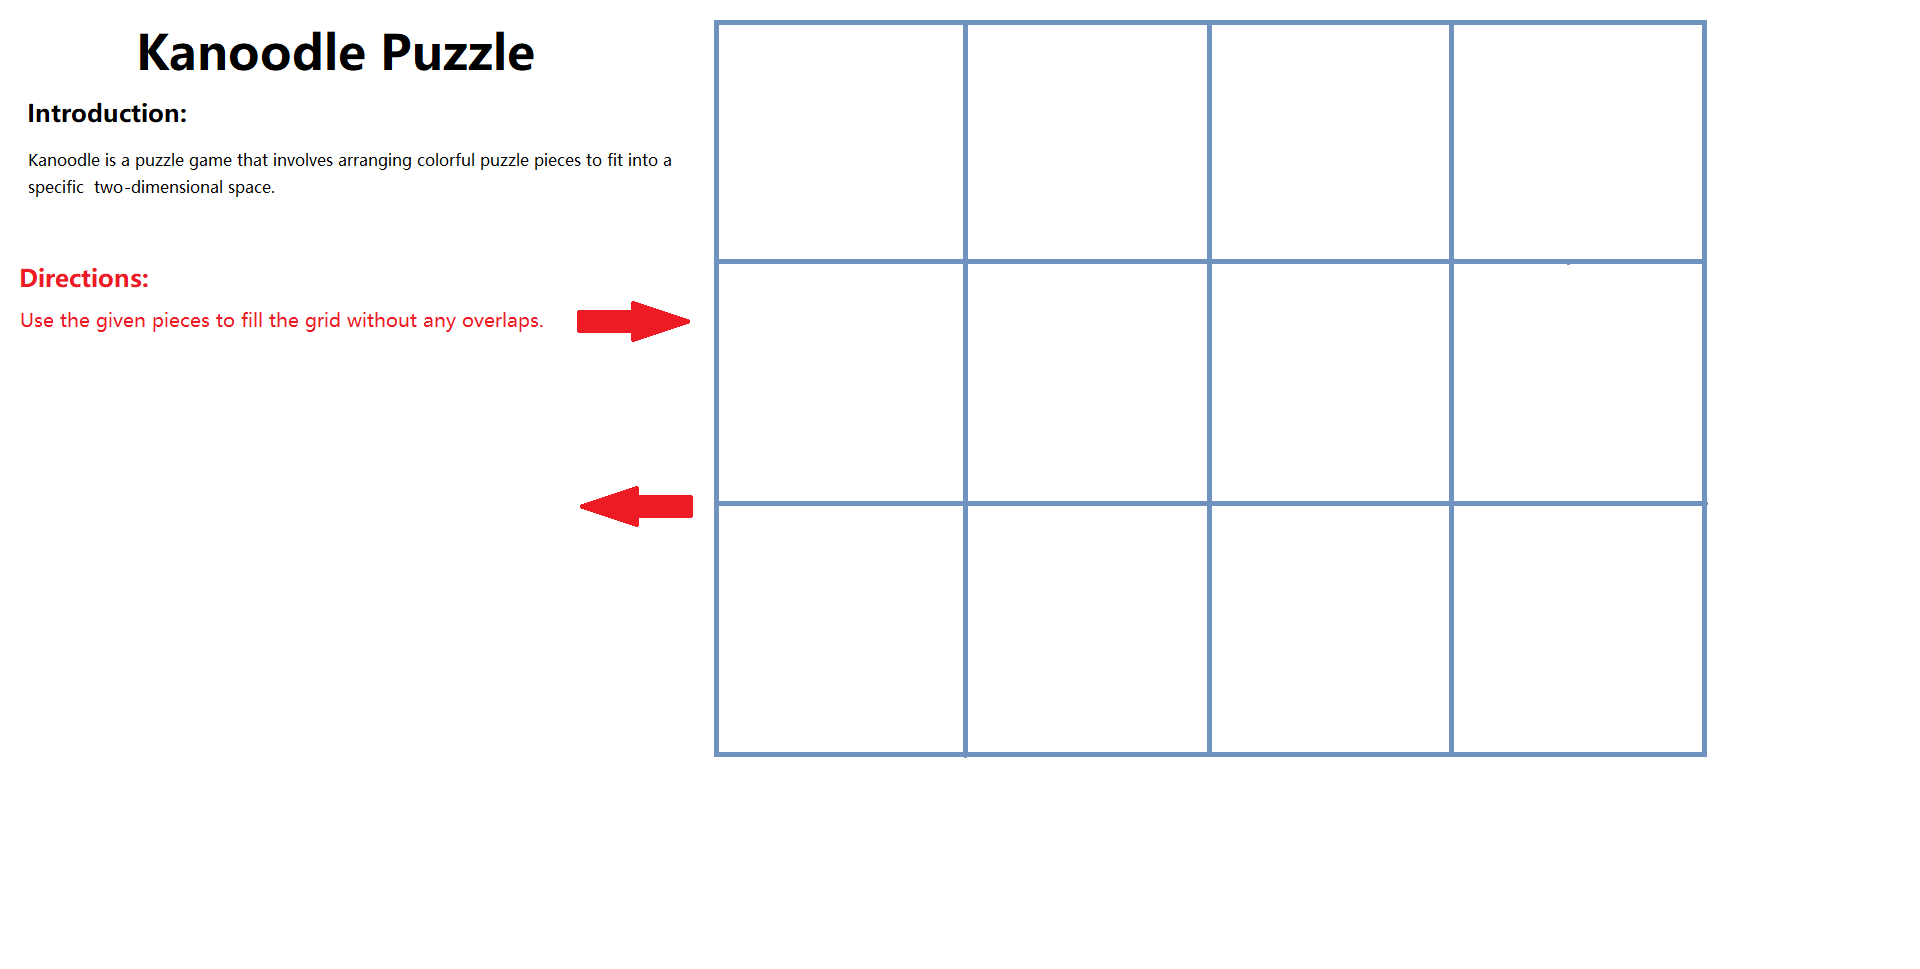 Kanoodle Puzzle
Introduction:
Kanoodle is a puzzle game that involves arranging colorful puzzle pieces to fit into a
specific  two-dimensional space.
Directions:
Use the given pieces to fill the grid without any overlaps.